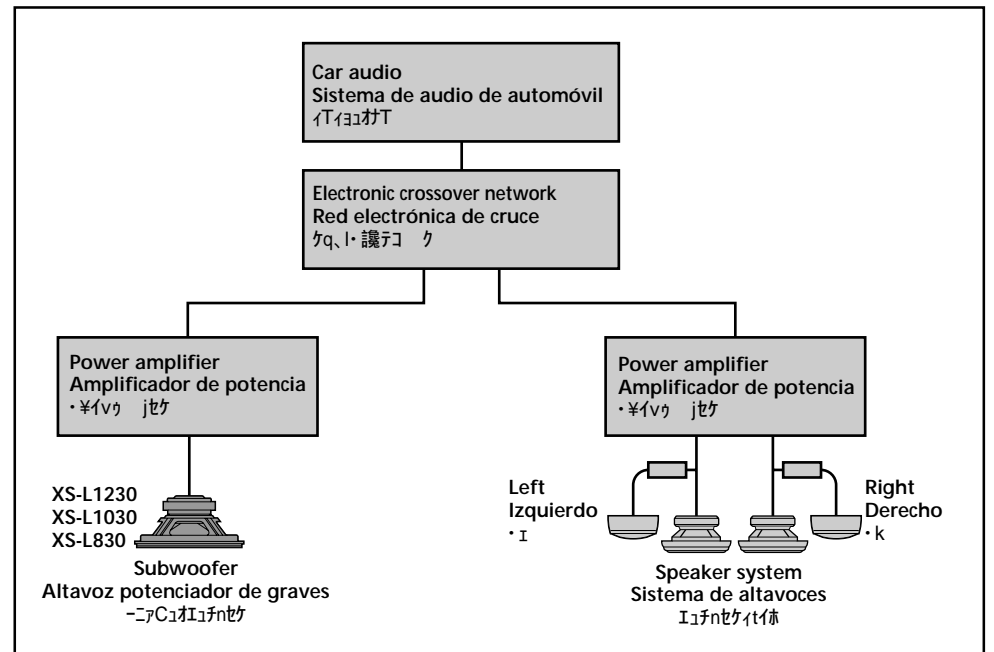 Car audio
Sistema de audio de automóvil
Electronic crossover network
Red electrónica de cruce
Power amplifier
Amplificador de potencia
Power amplifier
Amplificador de potencia
XS-L1230
XS-L1030
XS-L830
Subwoofer
Altavoz potenciador de graves
Left
Izquierdo
Right
Derecho
Speaker system
Sistema de altavoces